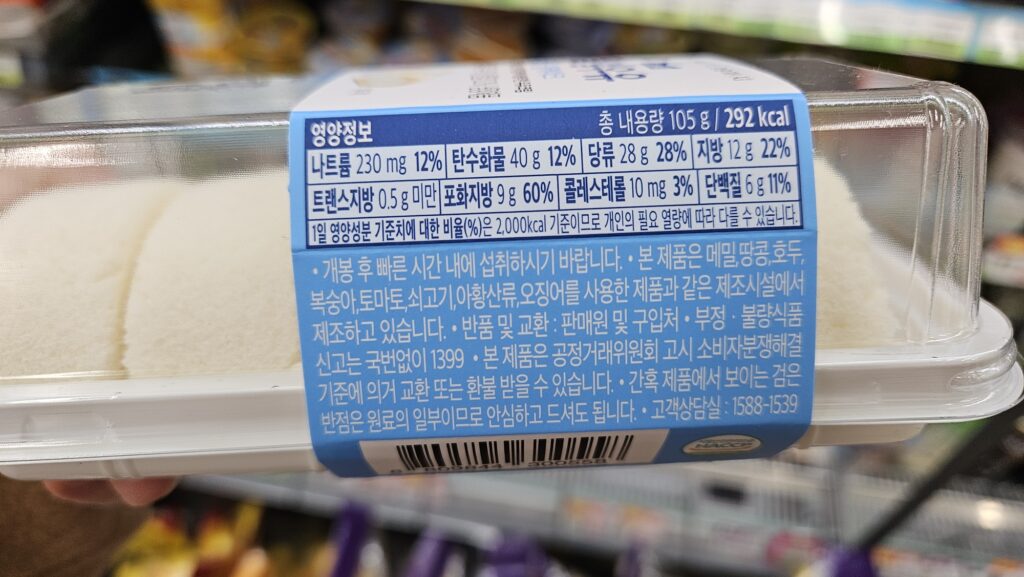 영양정보 총 내용량 105 g / 292 kcal
나트륨 230 mg 12% 탄수화물 40 g 12% 당류 28 g 28% 지방 12 g 22%
트랜스지방 0.5 g 미만 포화지방 9 g 60% 콜레스테롤 10 mg 3% 단백질 6 g 11%
1일 영양성분 기준치에 대한 비율(%)은 2,000kcal 기준이므로 개인의 필요 열량에 따라 다를 수 있습니다.
• 개봉 후 빠른 시간 내에 섭취하시기 바랍니다. • 본 제품은 메밀,땅콩,호두,
복숭아,토마토,쇠고기,아황산류,오징어를 사용한 제품과 같은 제조시설에서
제조하고 있습니다. • 반품 및 교환 : 판매원 및 구입처 • 부정 · 불량식품
신고는 국번없이 1399 • 본 제품은 공정거래위원회 고시 소비자분쟁해결
기준에 의거 교환 또는 환불 받을 수 있습니다. • 간혹 제품에서 보이는 검은
반점은 원료의 일부이므로 안심하고 드셔도 됩니다. • 고객상담실 : 1588-1539
HACCP